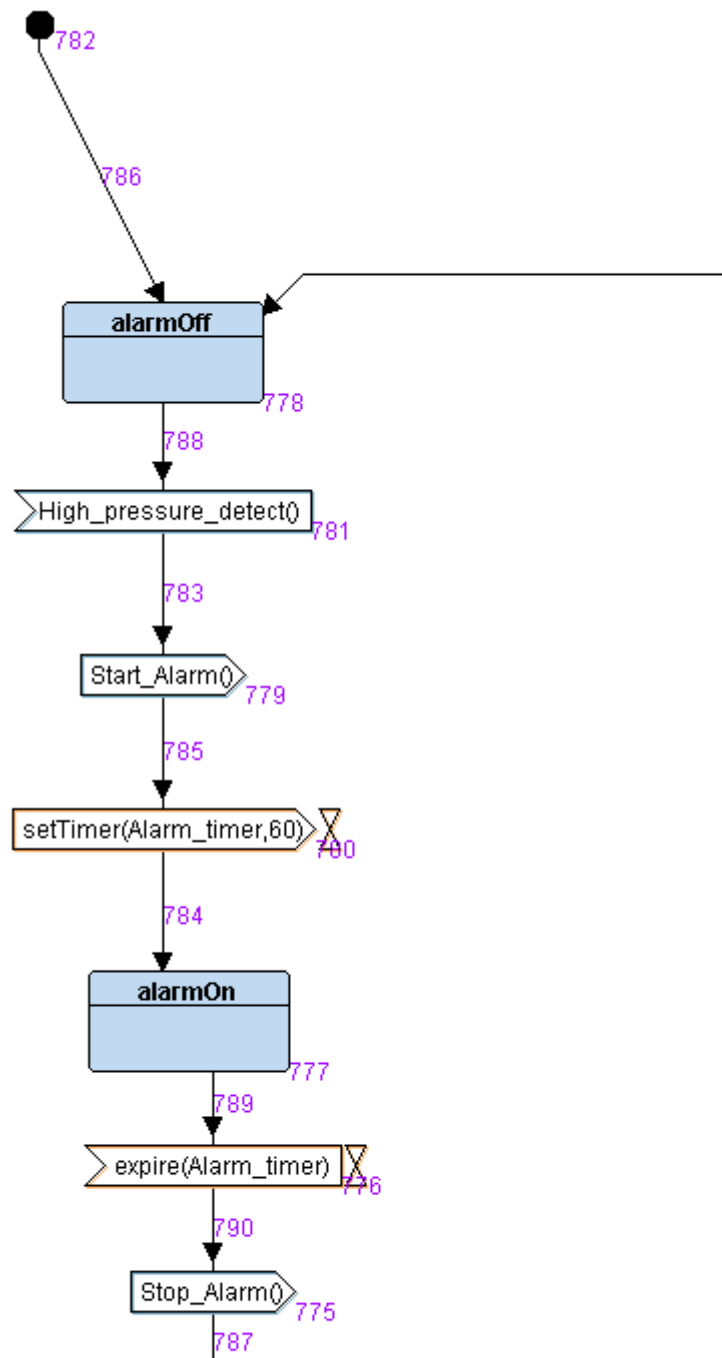 782
786
alarmOff
778
788
High_pressure_detect()
781
783
Start_Alarm()
779
785
setTimer(Alarm_timer,60)
780
784
alarmOn
777
789
expire(Alarm_timer)
776
790
Stop_Alarm()
775
787